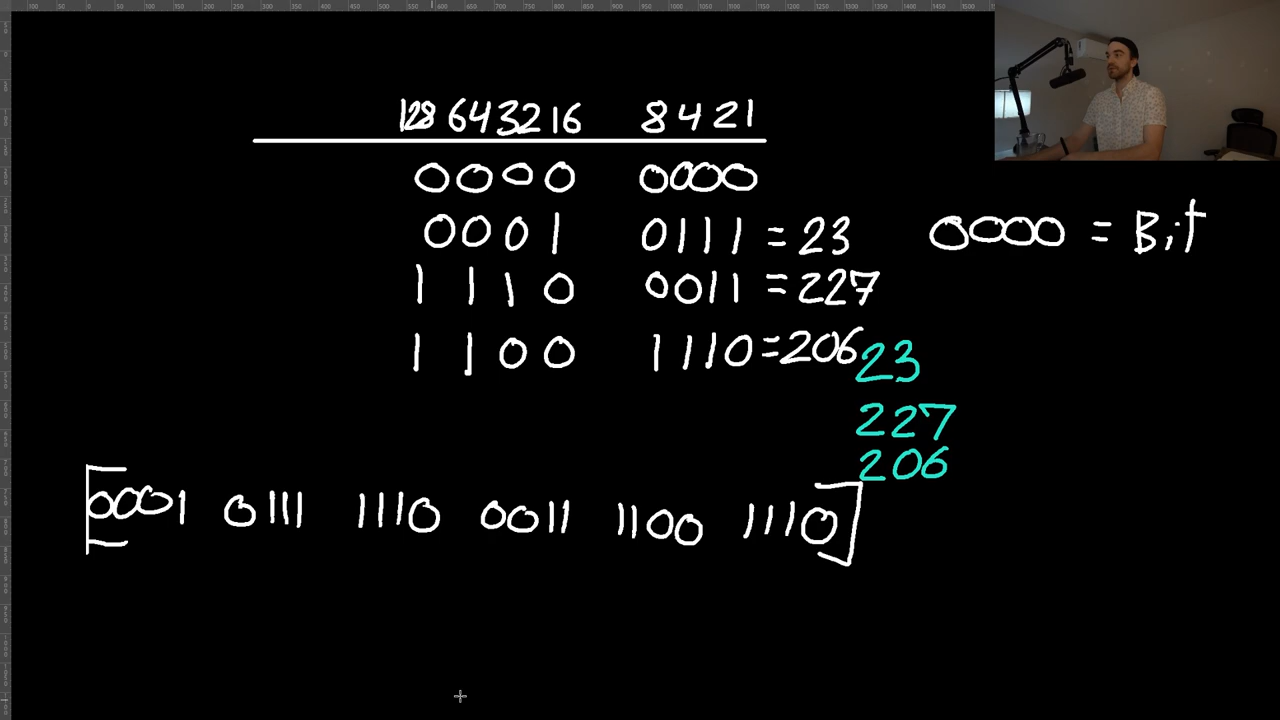 128 64 32 16 8 4 2 1
0000 0000
0001 0111 = 23
0000 = Bit
1110 0011 = 227
1100 1110 = 206
23
227
206
[0001 0111 1110 0011 1100 1110]